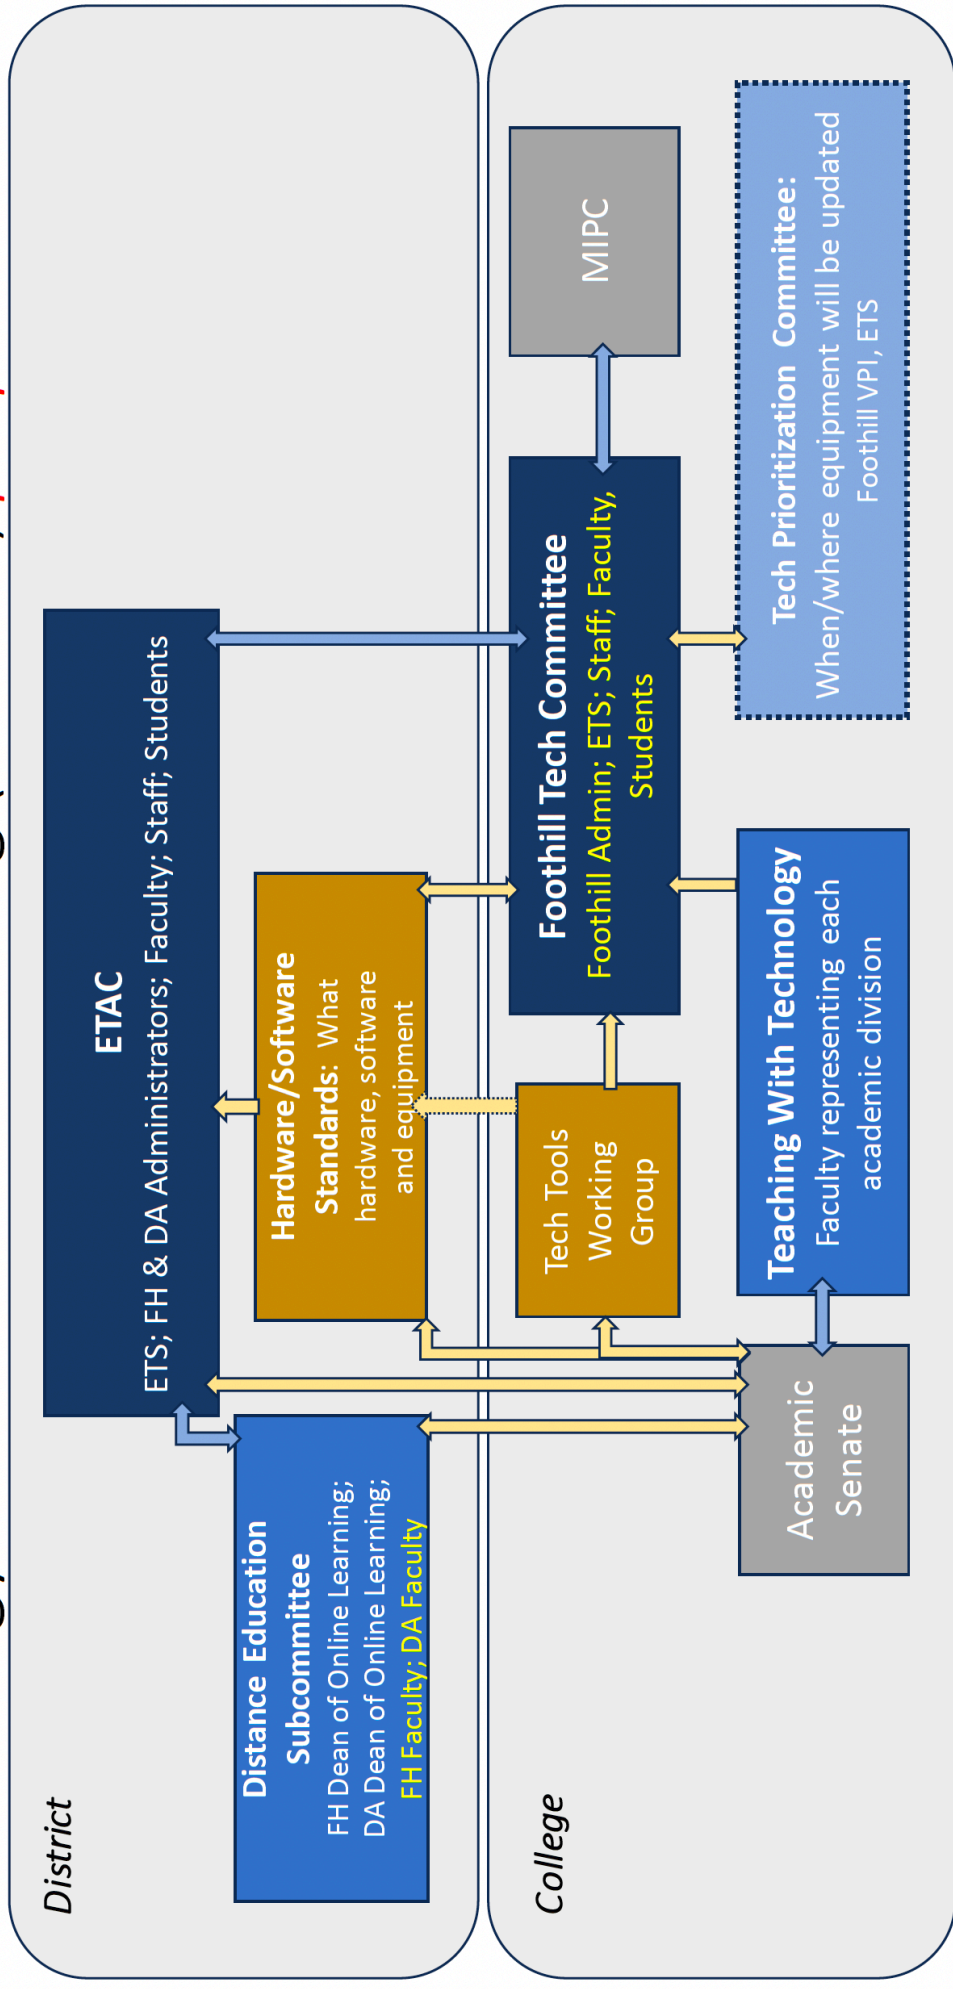 District
ETAC
ETS; FH & DA Administrators; Faculty; Staff; Students
Distance Education
Subcommittee
FH Dean of Online Learning;
DA Dean of Online Learning;
FH Faculty; DA Faculty
Hardware/Software
Standards: What
hardware, software
and equipment
College
Tech Tools
Working
Group
Foothill Tech Committee
Foothill Admin; ETS; Staff; Faculty,
Students
MIPC
Academic
Senate
Teaching With Technology
Faculty representing each
academic division
Tech Prioritization Committee:
When/where equipment will be updated
Foothill VPI, ETS